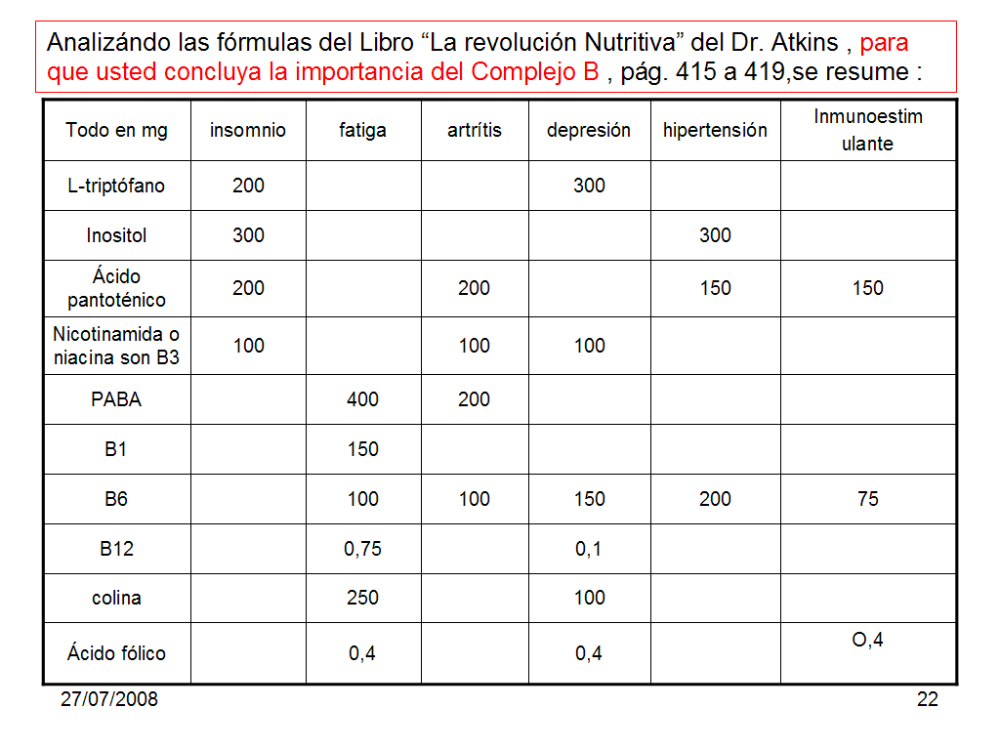 Analizándo las fórmulas del Libro “La revolución Nutritiva” del Dr. Atkins , para
que usted concluya la importancia del Complejo B , pág. 415 a 419,se resume :
Todo en mg insomnio fatiga artrítis depresión hipertensión Inmunoestim
ulante
L-triptófano 200 300
Inositol 300 300
Ácido
pantoténico 200 200 150 150
Nicotinamida o
niacina son B3 100 100 100
PABA 400 200
B1 150
B6 100 100 150 200 75
B12 0,75 0,1
colina 250 100
Ácido fólico 0,4 0,4 O,4
27/07/2008 22